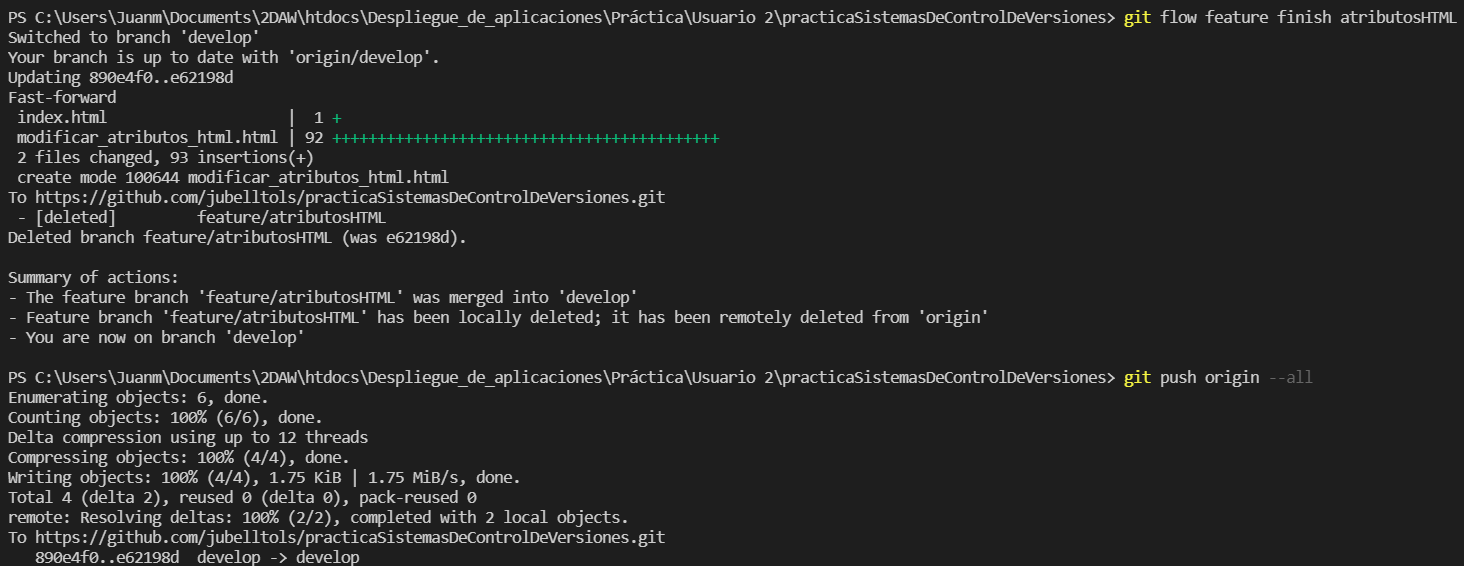 PS C:\Users\Juanm\Documents\2DAW\htdocs\Despliegue_de_aplicaciones\Práctica\Usuario 2\practicaSistemasDeControlDeVersiones> git flow feature finish atributosHTML
Switched to branch 'develop'
Your branch is up to date with 'origin/develop'.
Updating 890e4f0..e62198d
Fast-forward
 index.html                    |  1 +
 modificar_atributos_html.html | 92 +++++++++++++++++++++++++++++++++++++++++++
 2 files changed, 93 insertions(+)
 create mode 100644 modificar_atributos_html.html
To https://github.com/jubelltols/practicaSistemasDeControlDeVersiones.git
 - [deleted]         feature/atributosHTML
Deleted branch feature/atributosHTML (was e62198d).

Summary of actions:
- The feature branch 'feature/atributosHTML' was merged into 'develop'
- Feature branch 'feature/atributosHTML' has been locally deleted; it has been remotely deleted from 'origin'
- You are now on branch 'develop'

PS C:\Users\Juanm\Documents\2DAW\htdocs\Despliegue_de_aplicaciones\Práctica\Usuario 2\practicaSistemasDeControlDeVersiones> git push origin --all
Enumerating objects: 6, done.
Counting objects: 100% (6/6), done.
Delta compression using up to 12 threads
Compressing objects: 100% (4/4), done.
Writing objects: 100% (4/4), 1.75 KiB | 1.75 MiB/s, done.
Total 4 (delta 2), reused 0 (delta 0), pack-reused 0
remote: Resolving deltas: 100% (2/2), completed with 2 local objects.
To https://github.com/jubelltols/practicaSistemasDeControlDeVersiones.git
   890e4f0..e62198d  develop -> develop